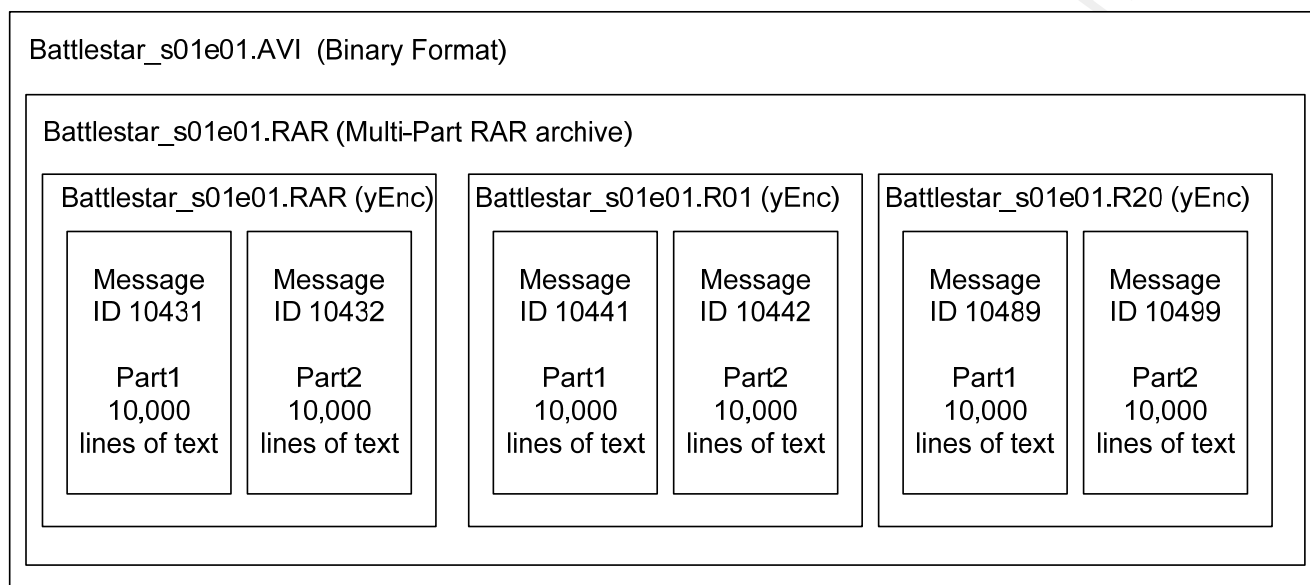 Battlestar_s01e01.AVI (Binary Format)
Battlestar_s01e01.RAR (Multi-Part RAR archive)
Battlestar_s01e01.RAR (yEnc)
Message
ID 10431
Part1
10,000
lines of text
Message
ID 10432
Part2
10,000
lines of text
Battlestar_s01e01.R01 (yEnc)
Message
ID 10441
Part1
10,000
lines of text
Message
ID 10442
Part2
10,000
lines of text
Battlestar_s01e01.R20 (yEnc)
Message
ID 10489
Part1
10,000
lines of text
Message
ID 10499
Part2
10,000
lines of text